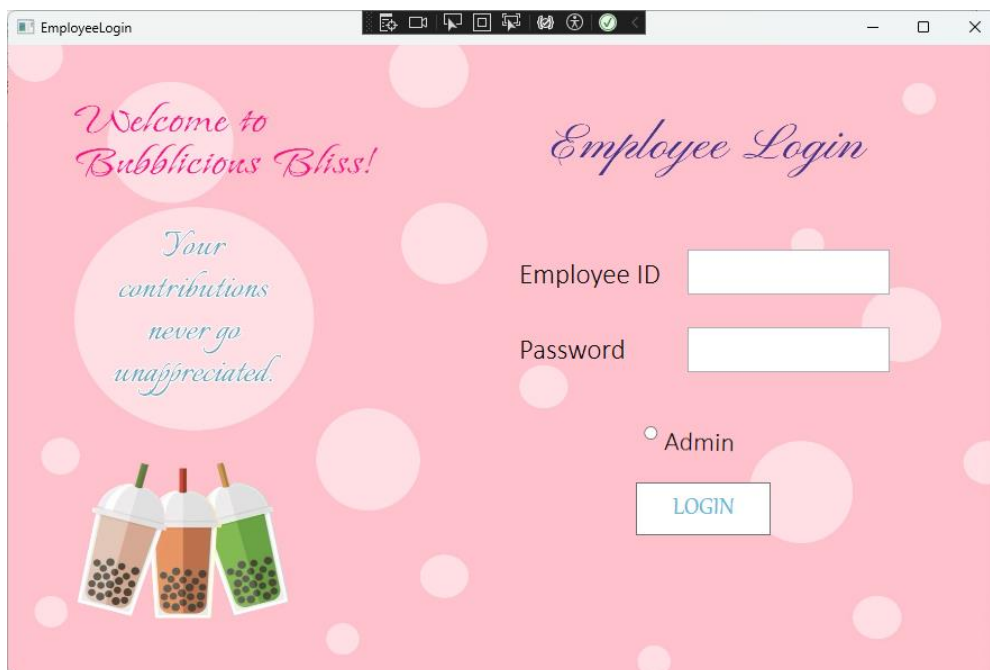 EmployeeLogin
Welcome to
Bubblicious Bliss!
Your
contributions
never go
unappreciated.
Employee Login
Employee ID
Password
Admin
LOGIN